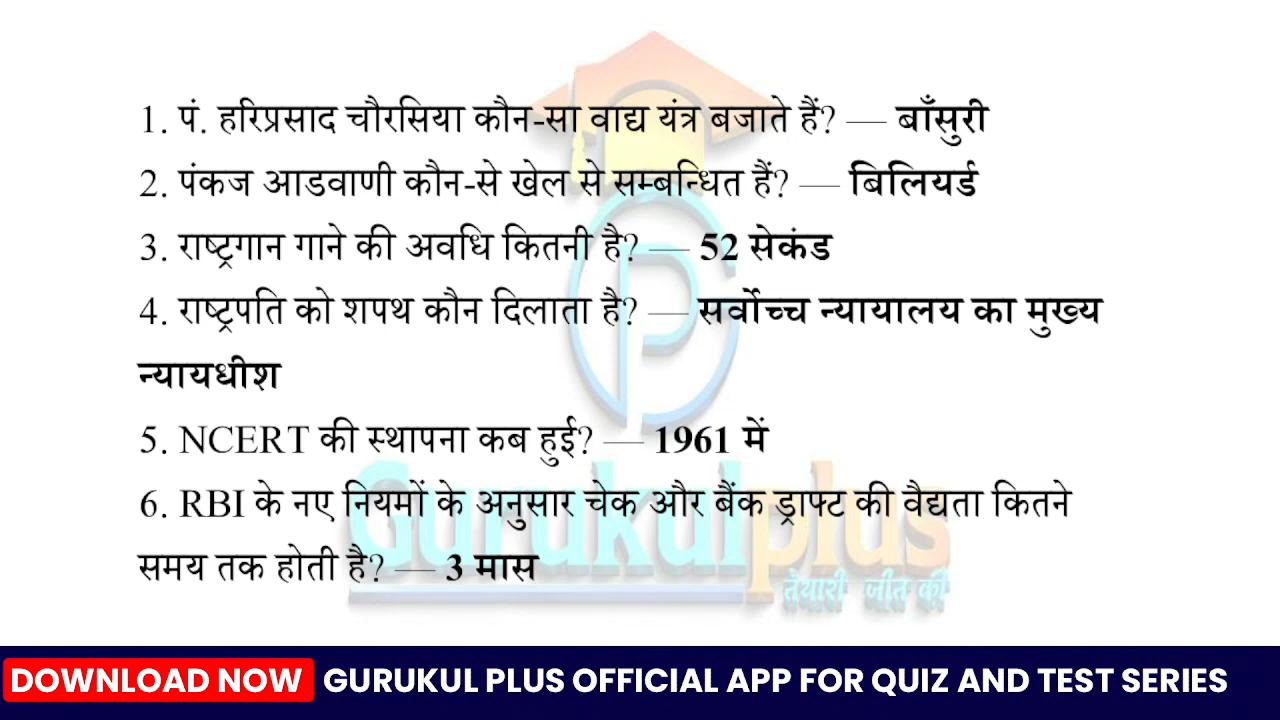 1. पं. हरिप्रसाद चौरसिया कौन-सा वाद्य यंत्र बजाते हैं? — बाँसुरी
2. पंकज आडवाणी कौन-से खेल से सम्बन्धित हैं? — बिलियर्ड
3. राष्ट्रगान गाने की अवधि कितनी है? — 52 सेकंड
4. राष्ट्रपति को शपथ कौन दिलाता है? — सर्वोच्च न्यायालय का मुख्य
न्यायधीश
5. NCERT की स्थापना कब हुई? — 1961 में
6. RBI के नए नियमों के अनुसार चेक और बैंक ड्राफ्ट की वैद्यता कितने
समय तक होती है? — 3 मास
Gurukulplus
तैयारी जीत की
DOWNLOAD NOW GURUKUL PLUS OFFICIAL APP FOR QUIZ AND TEST SERIES